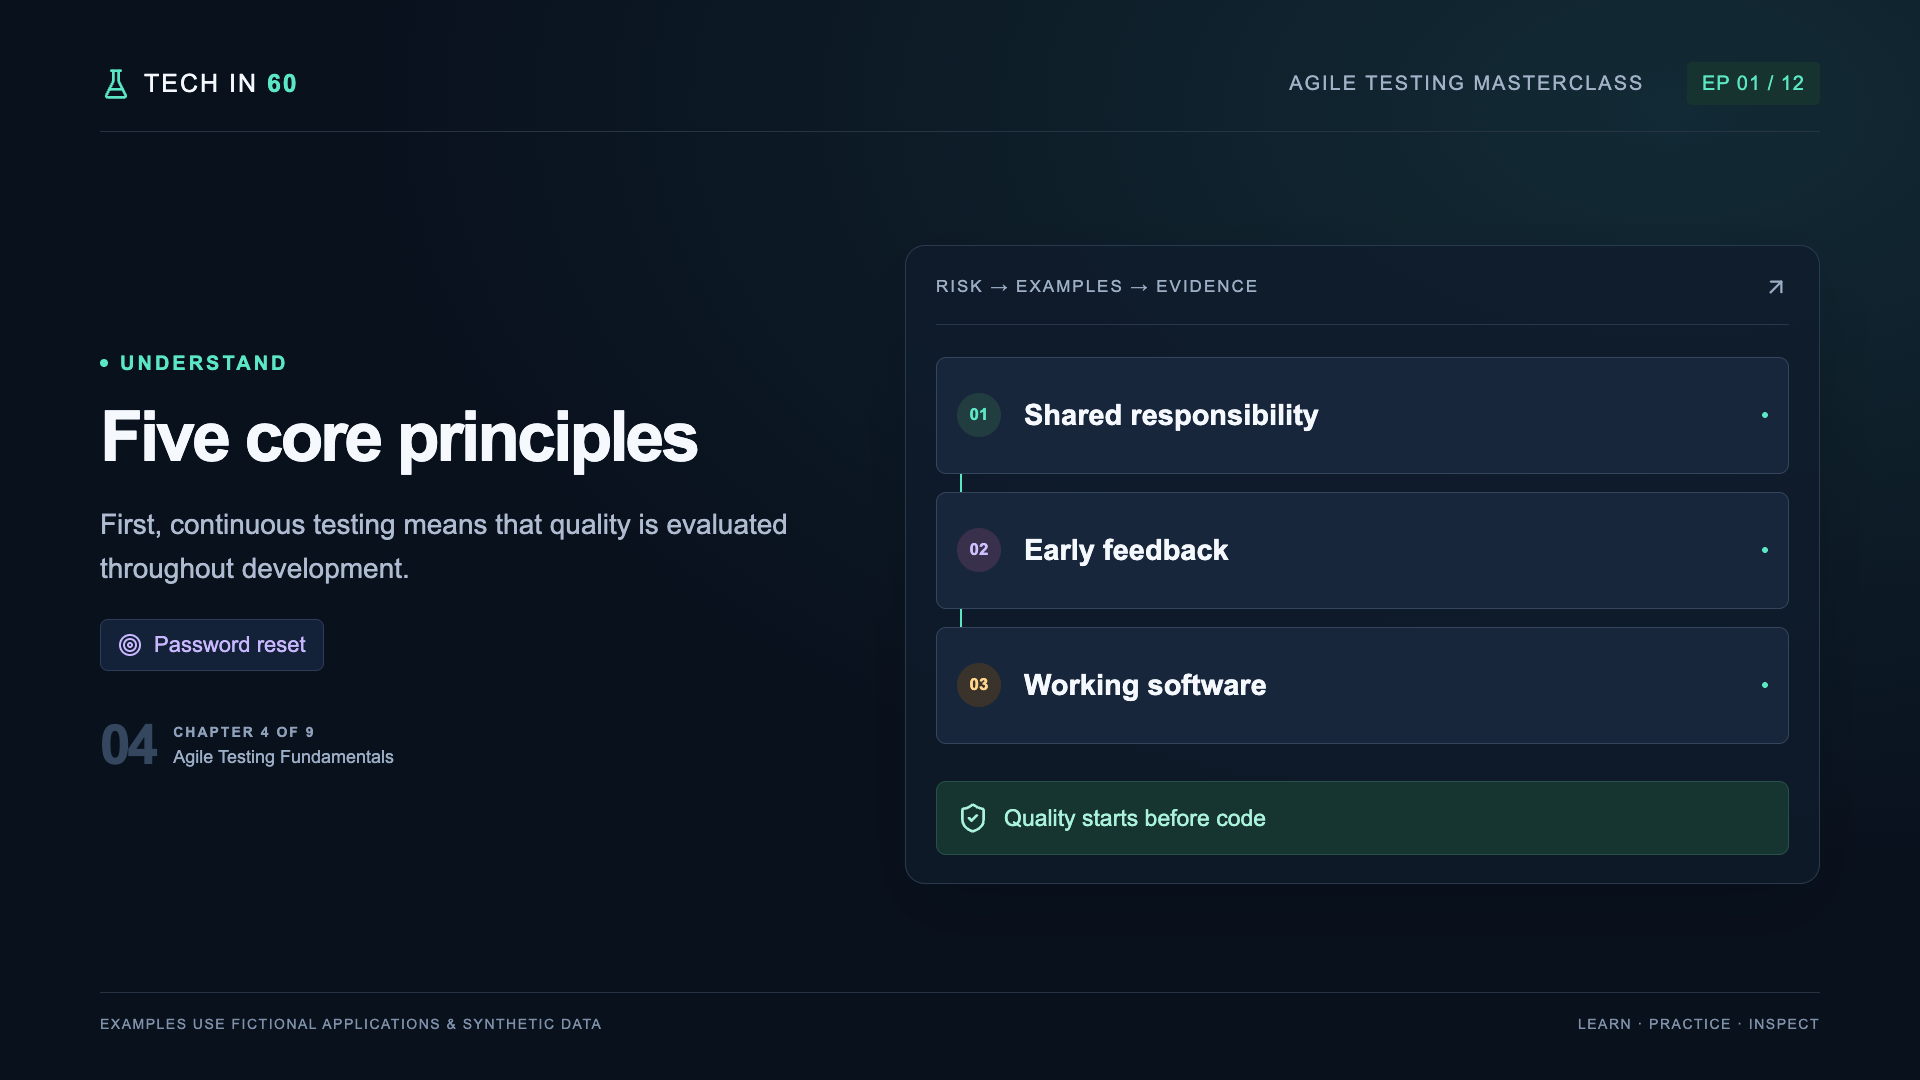 TECH IN 60
AGILE TESTING MASTERCLASS
EP 01 / 12
UNDERSTAND
Five core principles
First, continuous testing means that quality is evaluated
throughout development.
Password reset
04
CHAPTER 4 OF 9
Agile Testing Fundamentals
RISK → EXAMPLES → EVIDENCE
01 Shared responsibility
02 Early feedback
03 Working software
Quality starts before code
EXAMPLES USE FICTIONAL APPLICATIONS & SYNTHETIC DATA
LEARN · PRACTICE · INSPECT